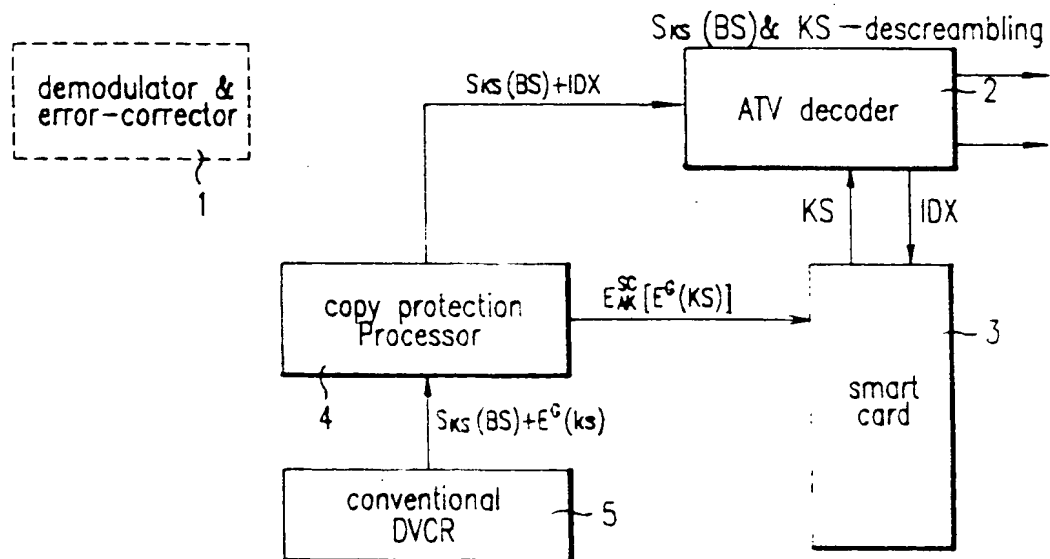 SKS (BS) & KS -descreambling
demodulator &
error-corrector
1
SKS (BS)+IDX
ATV decoder
2
KS
IDX
copy protection
Processor
4
E^SC_AK [E^G(KS)]
3
smart
card
SKS (BS)+E^G(ks)
conventional
DVCR
5